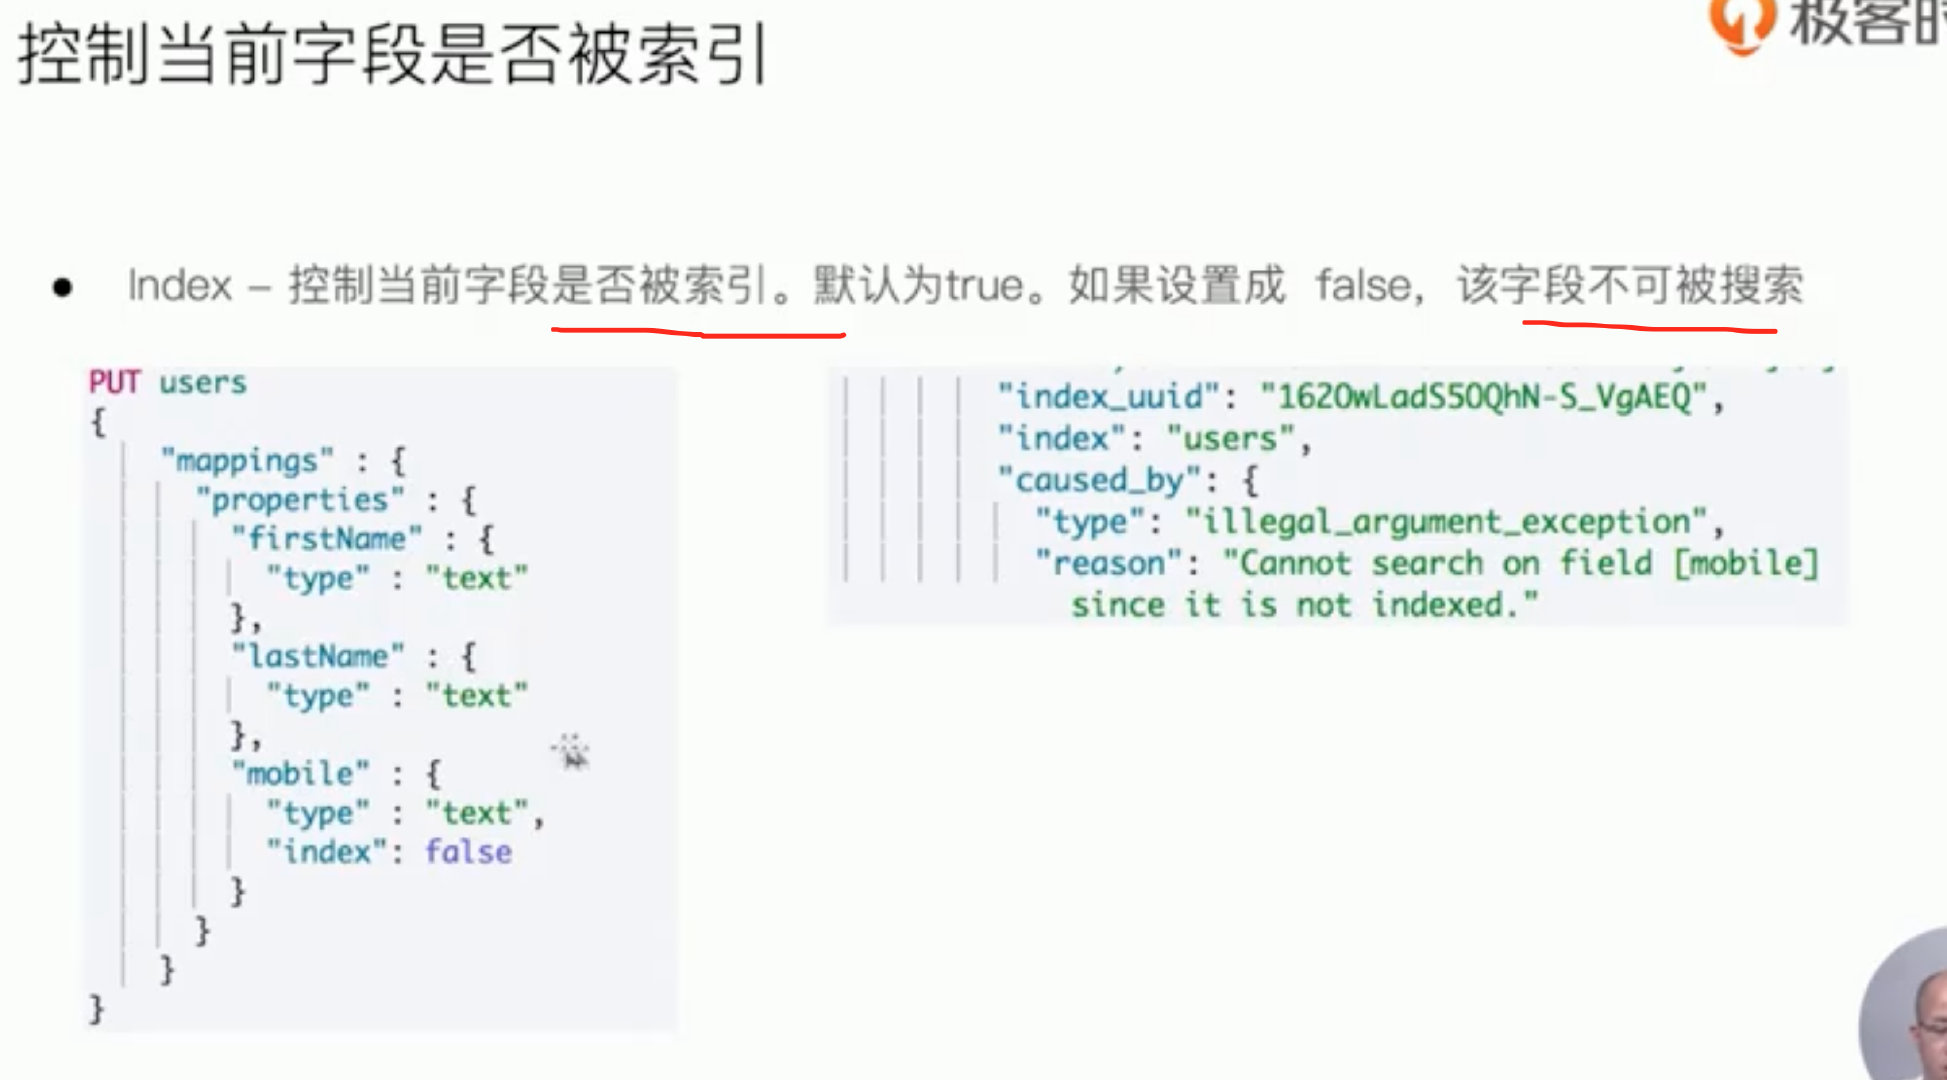 控制当前字段是否被索引
极客时
Index – 控制当前字段是否被索引。默认为true。如果设置成 false，该字段不可被搜索
PUT users
{
"mappings" : {
"properties" : {
"firstName" : {
"type" : "text"
},
"lastName" : {
"type" : "text"
},
"mobile" : {
"type" : "text",
"index": false
}
}
}
}
"index_uuid": "162OwLadS5OQhN-S_VgAEQ",
"index": "users",
"caused_by": {
"type": "illegal_argument_exception",
"reason": "Cannot search on field [mobile]
since it is not indexed."